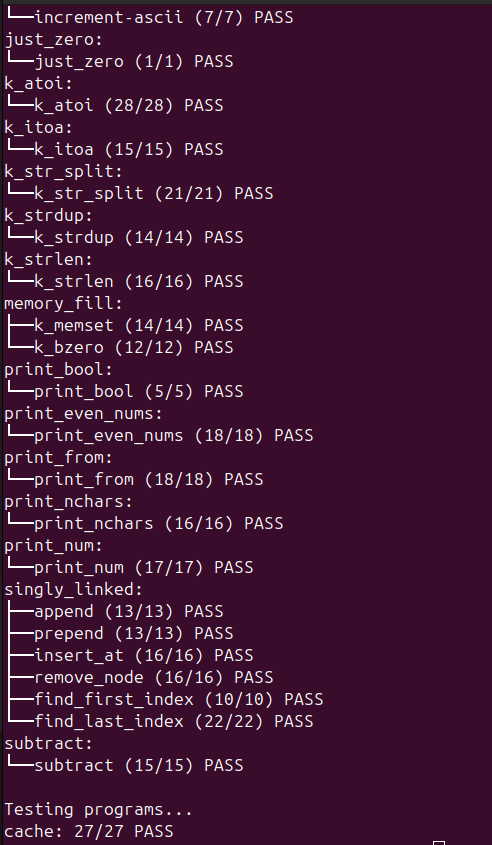 └──increment-ascii (7/7) PASS
just_zero:
└──just_zero (1/1) PASS
k_atoi:
└──k_atoi (28/28) PASS
k_itoa:
└──k_itoa (15/15) PASS
k_str_split:
└──k_str_split (21/21) PASS
k_strdup:
└──k_strdup (14/14) PASS
k_strlen:
└──k_strlen (16/16) PASS
memory_fill:
├──k_memset (14/14) PASS
└──k_bzero (12/12) PASS
print_bool:
└──print_bool (5/5) PASS
print_even_nums:
└──print_even_nums (18/18) PASS
print_from:
└──print_from (18/18) PASS
print_nchars:
└──print_nchars (16/16) PASS
print_num:
└──print_num (17/17) PASS
singly_linked:
├──append (13/13) PASS
├──prepend (13/13) PASS
├──insert_at (16/16) PASS
├──remove_node (16/16) PASS
├──find_first_index (10/10) PASS
└──find_last_index (22/22) PASS
subtract:
└──subtract (15/15) PASS

Testing programs...
cache: 27/27 PASS